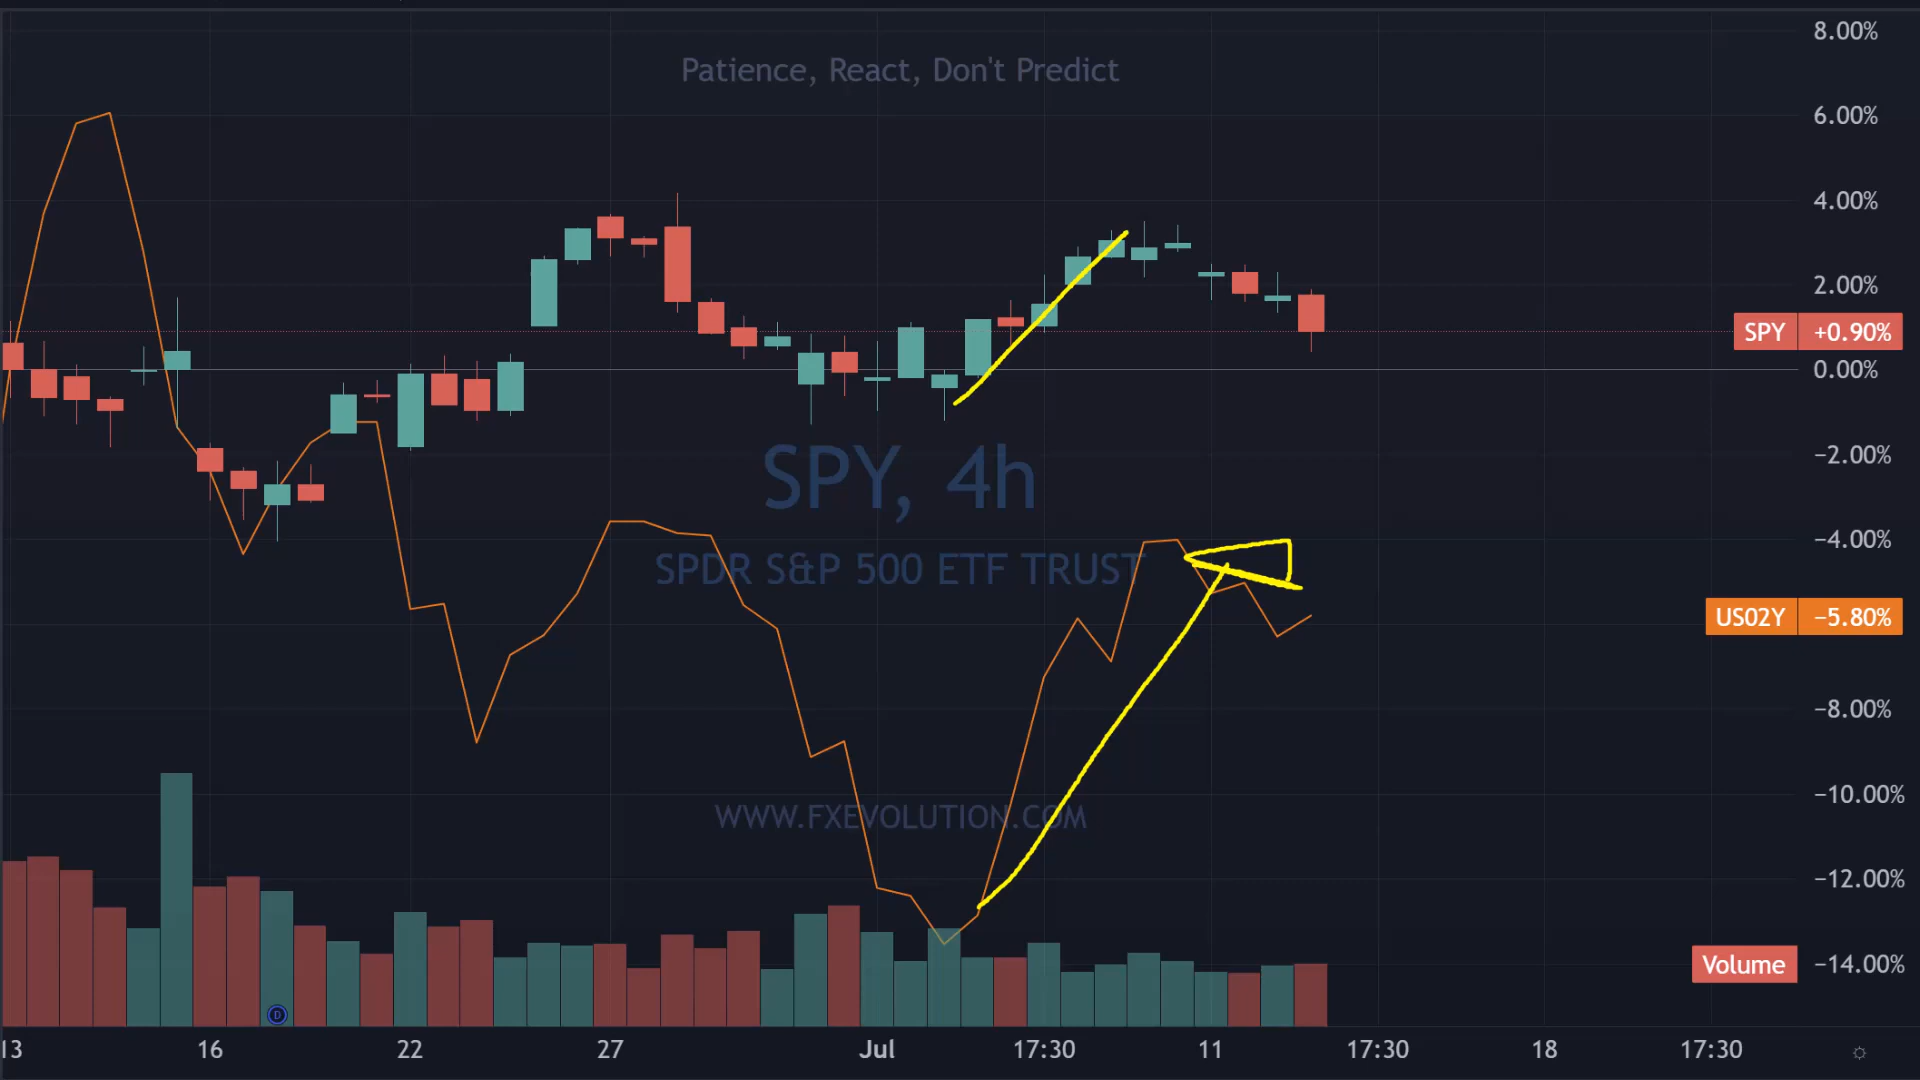 8.00%
Patience, React, Don't Predict
6.00%
4.00%
2.00%
SPY +0.90%
0.00%
−2.00%
SPY, 4h
−4.00%
SPDR S&P 500 ETF TRUST
US02Y −5.80%
−8.00%
−10.00%
WWW.FXEVOLUTION.COM
−12.00%
Volume −14.00%
D
13 16 22 27 Jul 17:30 11 17:30 18 17:30